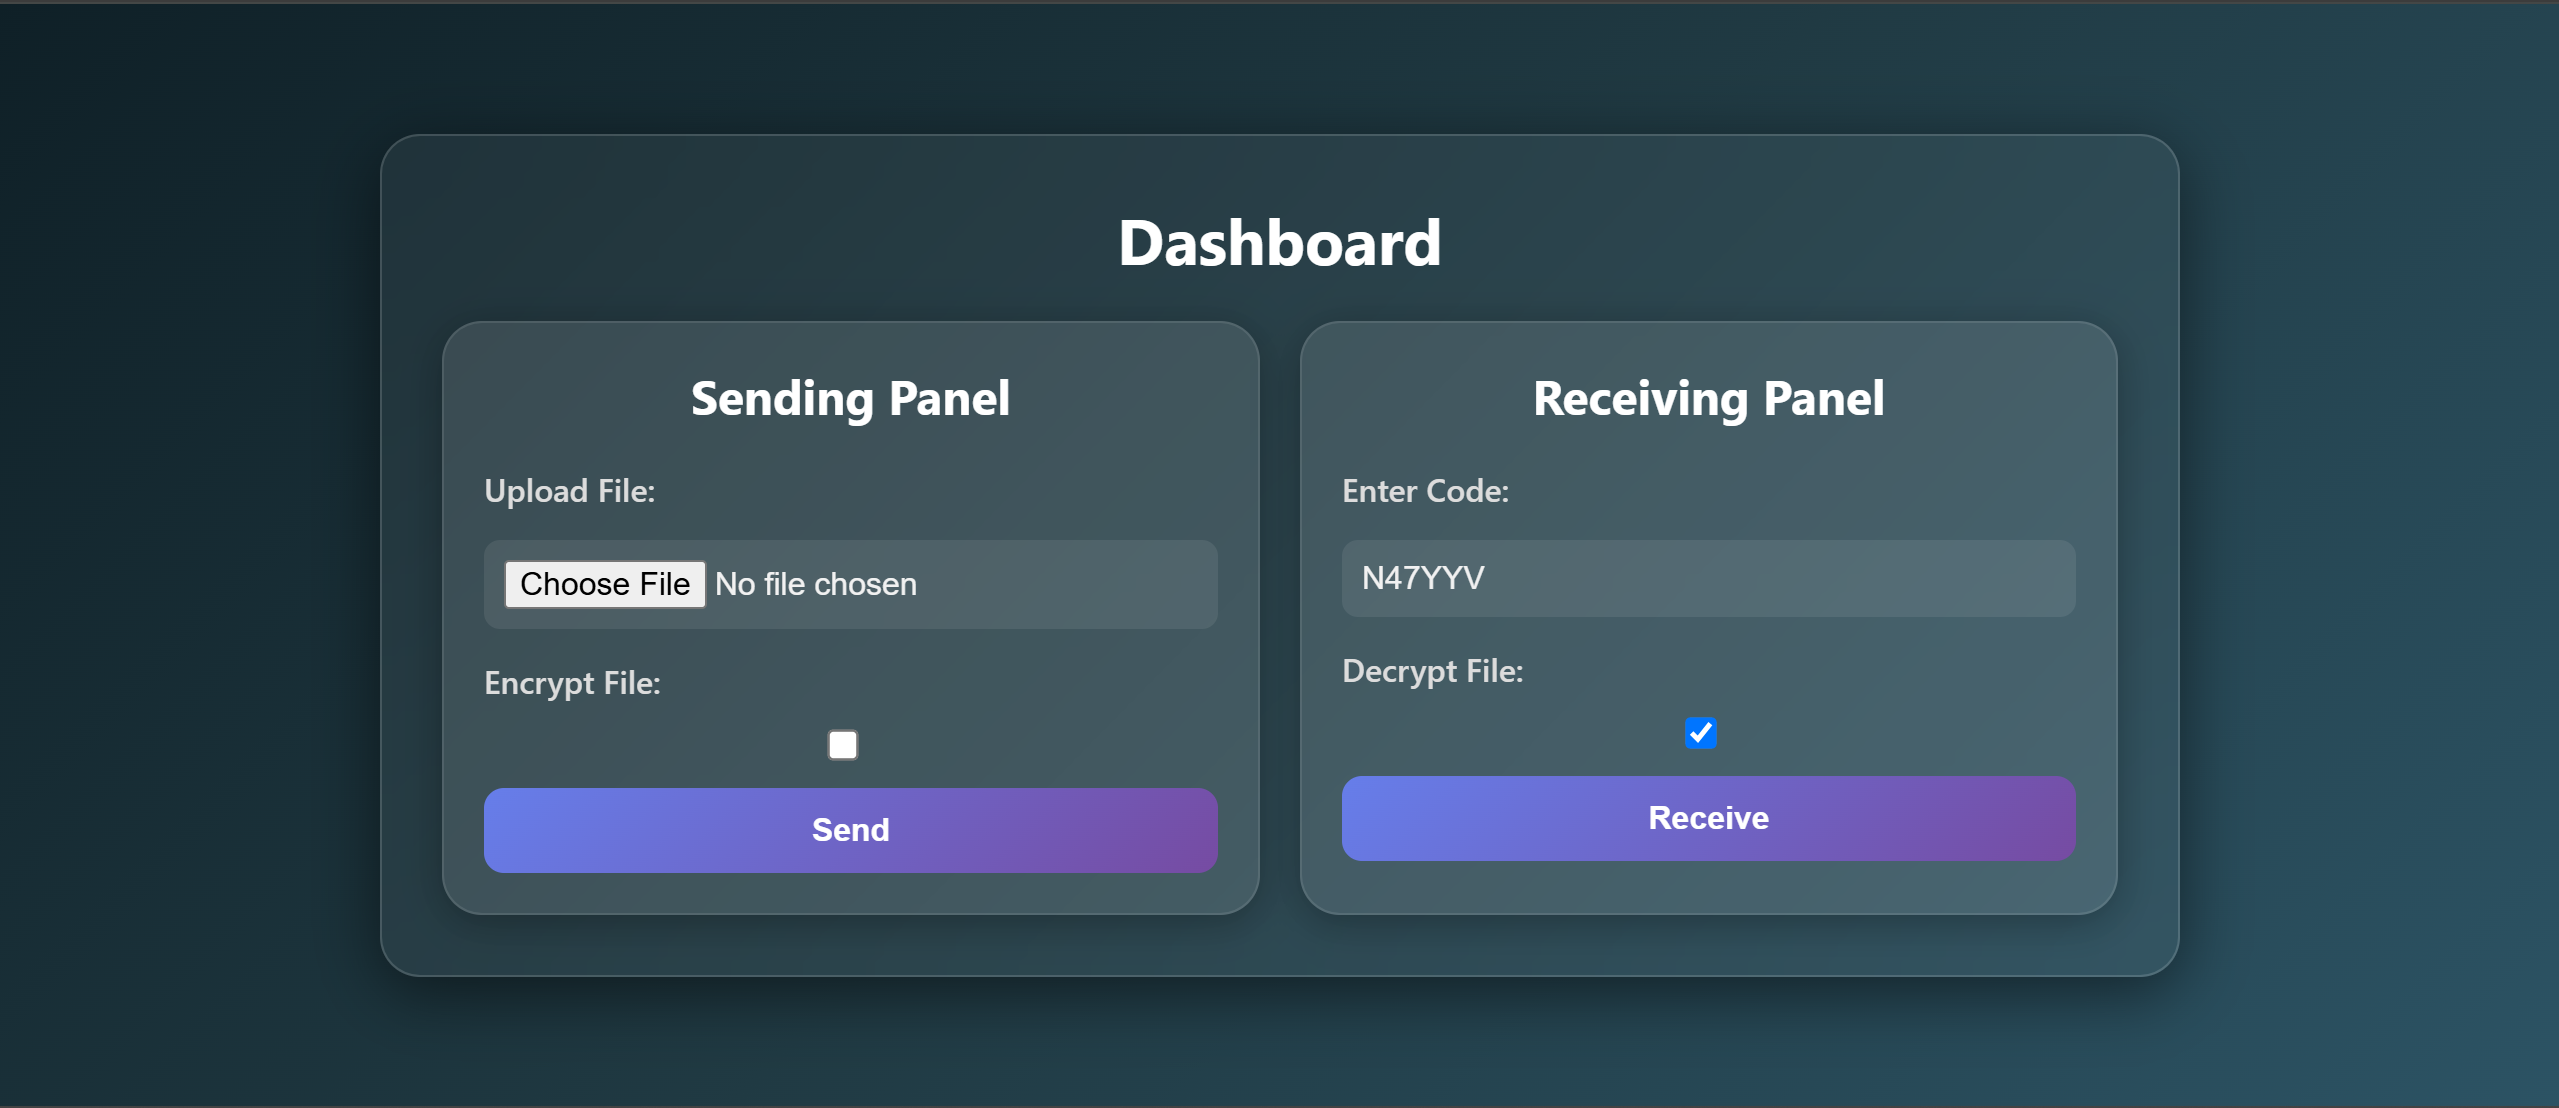 Dashboard
Sending Panel
Upload File:
Choose File No file chosen
Encrypt File:
Send
Receiving Panel
Enter Code:
N47YYV
Decrypt File:
Receive